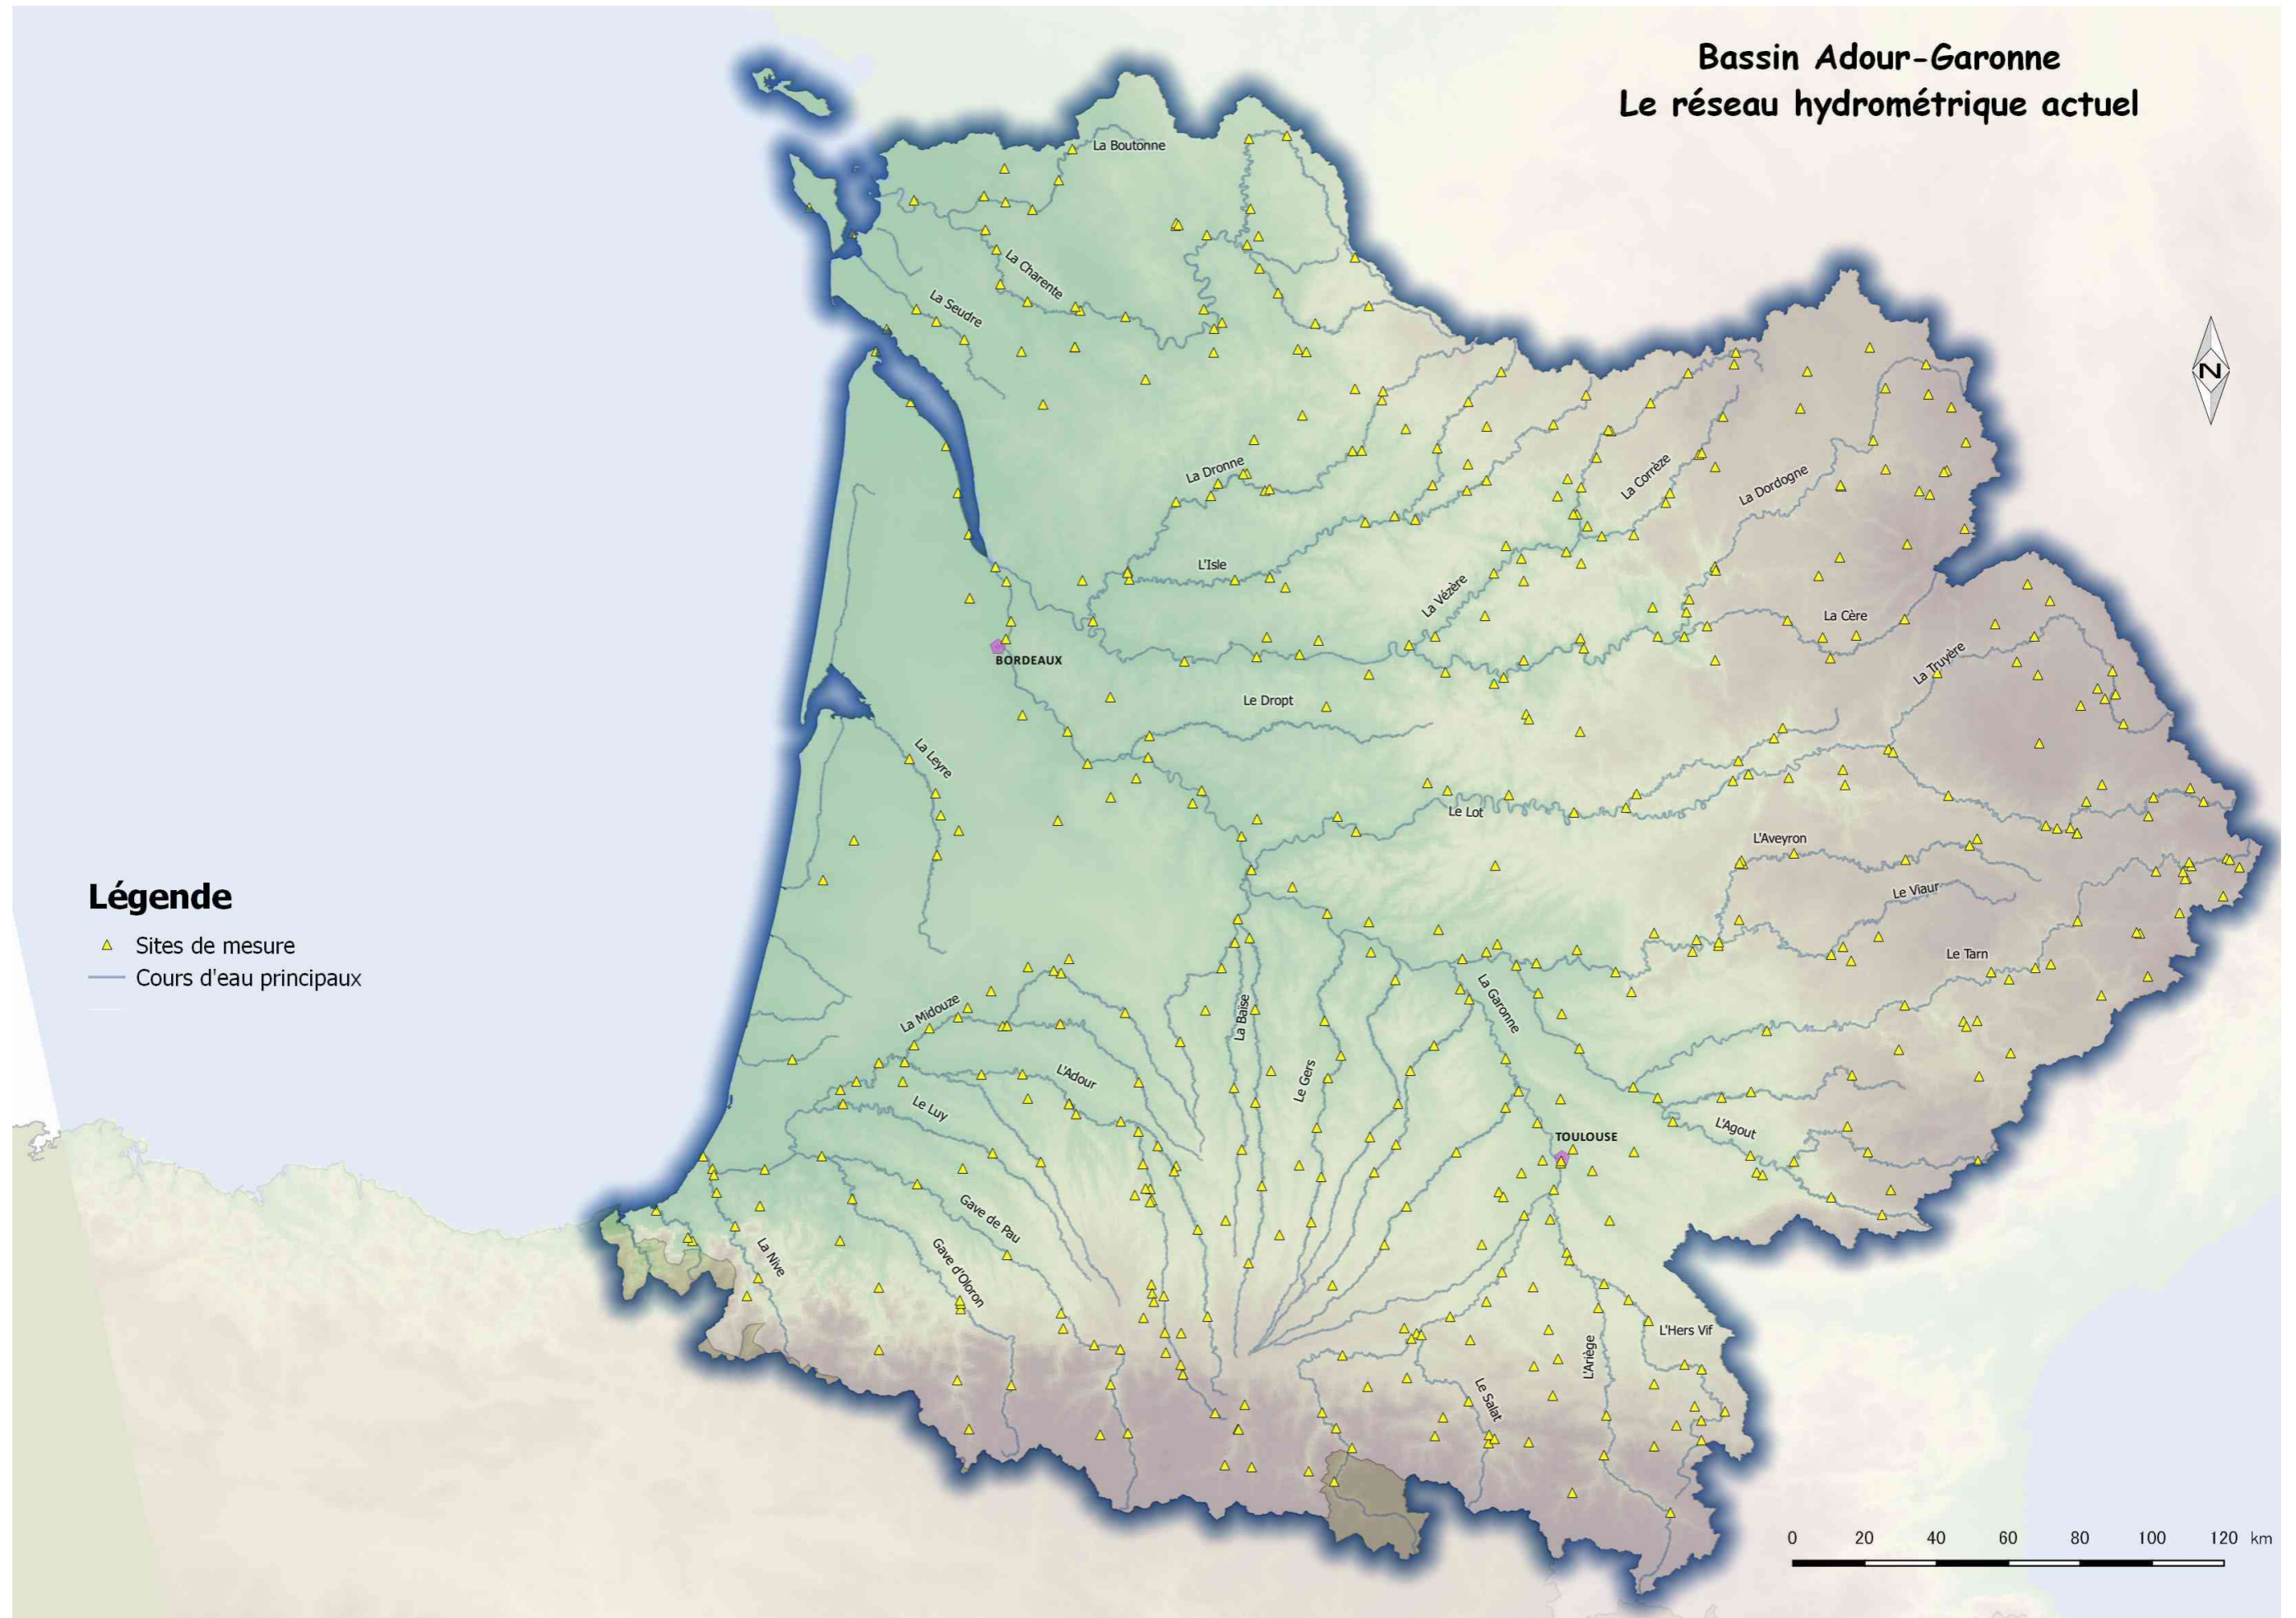 Bassin Adour-Garonne
Le réseau hydrométrique actuel
La Boutonne
La Charente
La Seudre
N
La Dronne
La Corrèze
La Dordogne
L'Isle
La Vézère
La Cère
La Truyère
BORDEAUX
Le Dropt
La Leyre
Le Lot
L'Aveyron
Le Viaur
Légende
Sites de mesure
Cours d'eau principaux
Le Tarn
La Midouze
La Baïse
La Garonne
Le Gers
L'Adour
Le Luy
L'Agout
TOULOUSE
Gave de Pau
La Nive
Gave d'Oloron
L'Hers Vif
L'Ariège
Le Salat
0 20 40 60 80 100 120 km